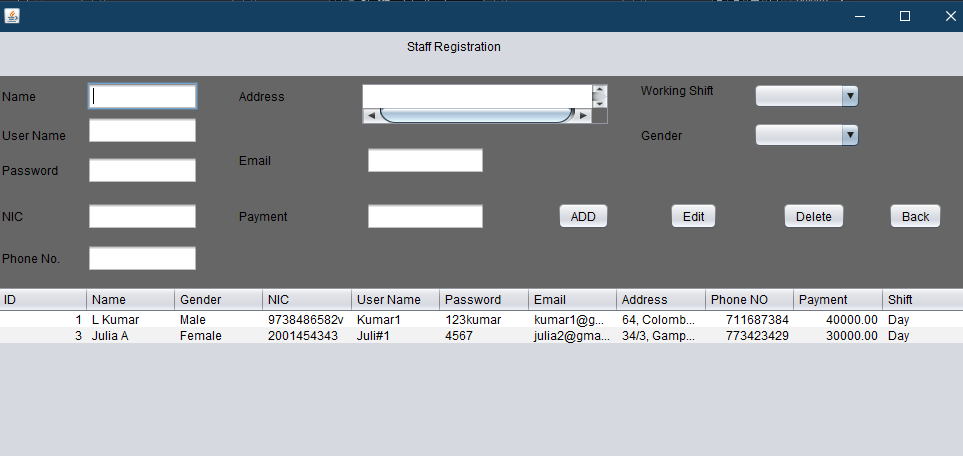 Staff Registration
Name Address Working Shift
User Name Gender
Password Email
NIC Payment ADD Edit Delete Back
Phone No.
ID Name Gender NIC User Name Password Email Address Phone NO Payment Shift
1 L Kumar Male 9738486582v Kumar1 123kumar kumar1@g... 64, Colomb... 711687384 40000.00 Day
3 Julia A Female 2001454343 Juli#1 4567 julia2@gma... 34/3, Gamp... 773423429 30000.00 Day